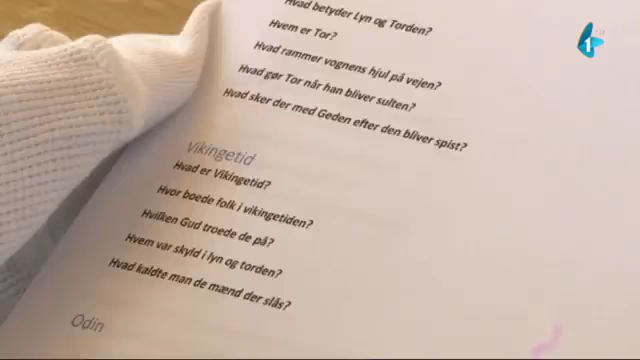 Hvad betyder Lyn og Torden?
Hvem er Tor?
Hvad rammer vognens hjul på vejen?
Hvad gør Tor når han bliver sulten?
Hvad sker der med Geden efter den bliver spist?
Vikingetid
Hvad er Vikingetid?
Hvor boede folk i vikingetiden?
Hvilken Gud troede de på?
Hvem var skyld i lyn og torden?
Hvad kaldte man de mænd der slås?
Odin
1